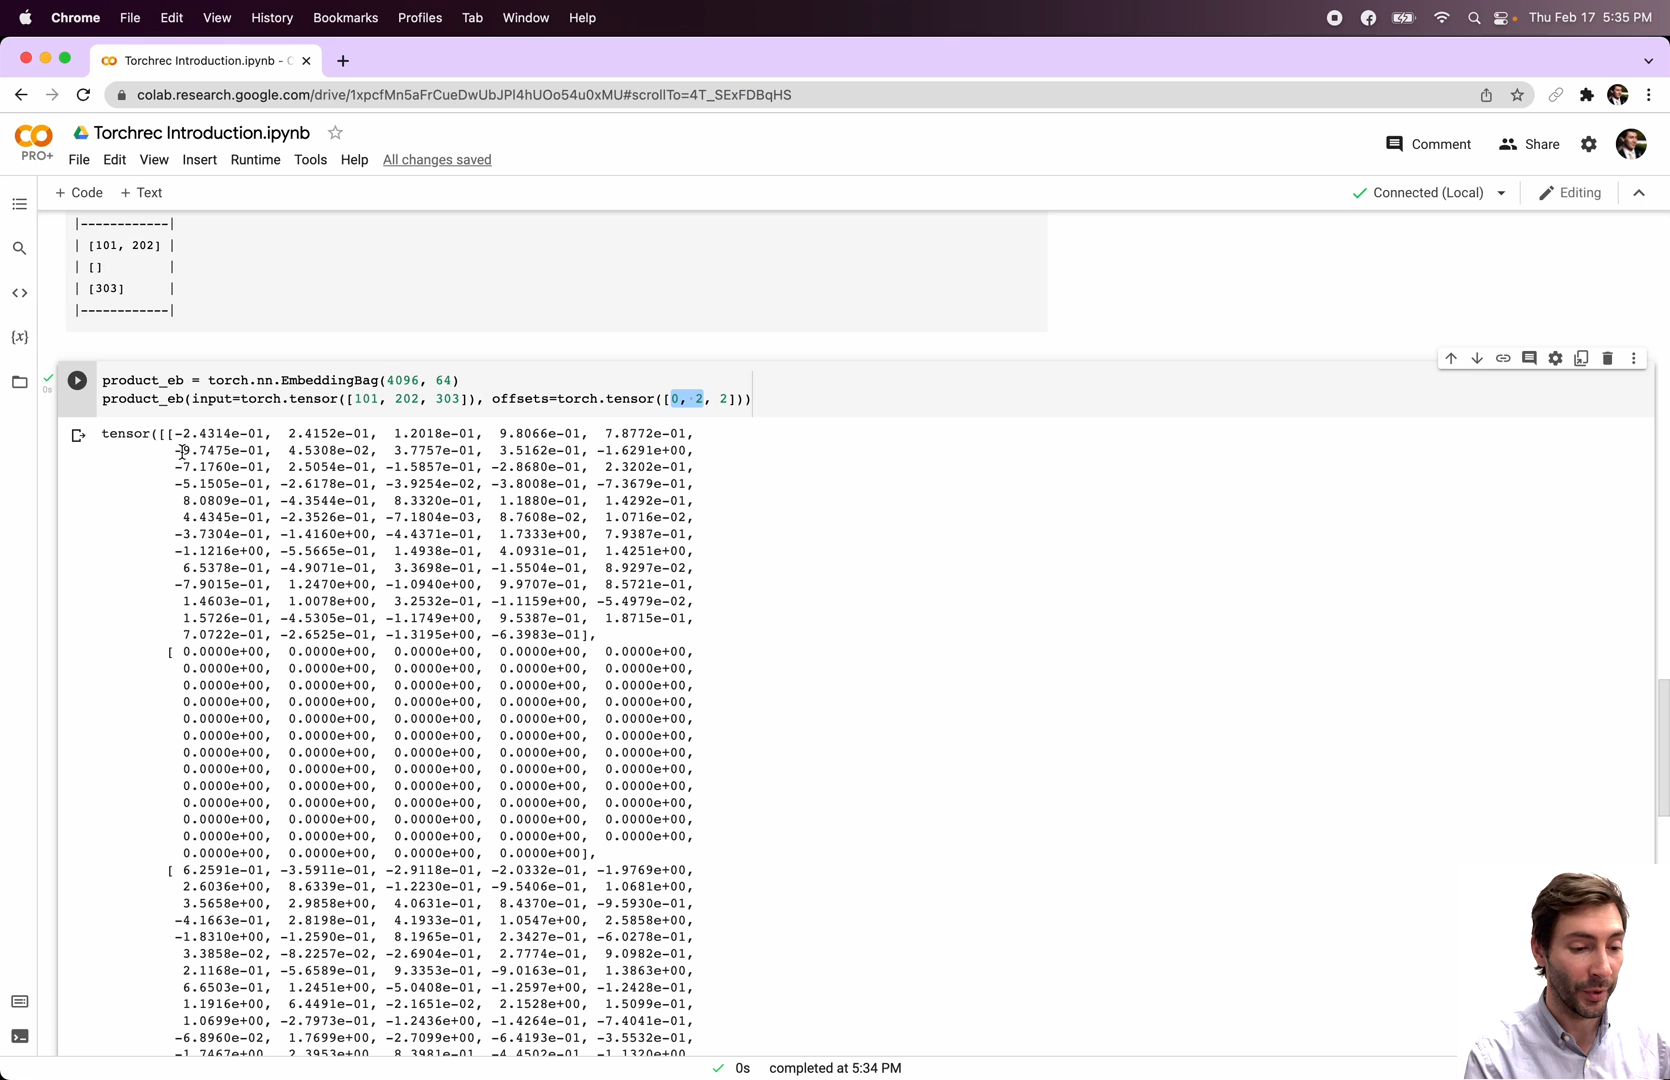 Chrome File Edit View History Bookmarks Profiles Tab Window Help Thu Feb 17 5:35 PM
Torchrec Introduction.ipynb - C
colab.research.google.com/drive/1xpcfMn5aFrCueDwUbJPl4hUOo54u0xMU#scrollTo=4T_SExFDBqHS
Torchrec Introduction.ipynb
PRO+
File Edit View Insert Runtime Tools Help All changes saved
Comment Share
+ Code + Text Connected (Local) Editing
|------------|
| [101, 202] |
| [] |
| [303] |
|------------|
product_eb = torch.nn.EmbeddingBag(4096, 64)
product_eb(input=torch.tensor([101, 202, 303]), offsets=torch.tensor([0, 2, 2]))
0s
tensor([[-2.4314e-01, 2.4152e-01, 1.2018e-01, 9.8066e-01, 7.8772e-01,
-9.7475e-01, 4.5308e-02, 3.7757e-01, 3.5162e-01, -1.6291e+00,
-7.1760e-01, 2.5054e-01, -1.5857e-01, -2.8680e-01, 2.3202e-01,
-5.1505e-01, -2.6178e-01, -3.9254e-02, -3.8008e-01, -7.3679e-01,
8.0809e-01, -4.3544e-01, 8.3320e-01, 1.1880e-01, 1.4292e-01,
4.4345e-01, -2.3526e-01, -7.1804e-03, 8.7608e-02, 1.0716e-02,
-3.7304e-01, -1.4160e+00, -4.4371e-01, 1.7333e+00, 7.9387e-01,
-1.1216e+00, -5.5665e-01, 1.4938e-01, 4.0931e-01, 1.4251e+00,
6.5378e-01, -4.9071e-01, 3.3698e-01, -1.5504e-01, 8.9297e-02,
-7.9015e-01, 1.2470e+00, -1.0940e+00, 9.9707e-01, 8.5721e-01,
1.4603e-01, 1.0078e+00, 3.2532e-01, -1.1159e+00, -5.4979e-02,
1.5726e-01, -4.5305e-01, -1.1749e+00, 9.5387e-01, 1.8715e-01,
7.0722e-01, -2.6525e-01, -1.3195e+00, -6.3983e-01],
[ 0.0000e+00, 0.0000e+00, 0.0000e+00, 0.0000e+00, 0.0000e+00,
0.0000e+00, 0.0000e+00, 0.0000e+00, 0.0000e+00, 0.0000e+00,
0.0000e+00, 0.0000e+00, 0.0000e+00, 0.0000e+00, 0.0000e+00,
0.0000e+00, 0.0000e+00, 0.0000e+00, 0.0000e+00, 0.0000e+00,
0.0000e+00, 0.0000e+00, 0.0000e+00, 0.0000e+00, 0.0000e+00,
0.0000e+00, 0.0000e+00, 0.0000e+00, 0.0000e+00, 0.0000e+00,
0.0000e+00, 0.0000e+00, 0.0000e+00, 0.0000e+00, 0.0000e+00,
0.0000e+00, 0.0000e+00, 0.0000e+00, 0.0000e+00, 0.0000e+00,
0.0000e+00, 0.0000e+00, 0.0000e+00, 0.0000e+00, 0.0000e+00,
0.0000e+00, 0.0000e+00, 0.0000e+00, 0.0000e+00, 0.0000e+00,
0.0000e+00, 0.0000e+00, 0.0000e+00, 0.0000e+00, 0.0000e+00,
0.0000e+00, 0.0000e+00, 0.0000e+00, 0.0000e+00, 0.0000e+00,
0.0000e+00, 0.0000e+00, 0.0000e+00, 0.0000e+00],
[ 6.2591e-01, -3.5911e-01, -2.9118e-01, -2.0332e-01, -1.9769e+00,
2.6036e+00, 8.6339e-01, -1.2230e-01, -9.5406e-01, 1.0681e+00,
3.5658e+00, 2.9858e+00, 4.0631e-01, 8.4370e-01, -9.5930e-01,
-4.1663e-01, 2.8198e-01, 4.1933e-01, 1.0547e+00, 2.5858e+00,
-1.8310e+00, -1.2590e-01, 8.1965e-01, 2.3427e-01, -6.0278e-01,
3.3858e-02, -8.2257e-02, -2.6904e-01, 2.7774e-01, 9.0982e-01,
2.1168e-01, -5.6589e-01, 9.3353e-01, -9.0163e-01, 1.3863e+00,
6.6503e-01, 1.2451e+00, -5.0408e-01, -1.2597e+00, -1.2428e-01,
1.1916e+00, 6.4491e-01, -2.1651e-02, 2.1528e+00, 1.5099e-01,
1.0699e+00, -2.7973e-01, -1.2436e+00, -1.4264e-01, -7.4041e-01,
-6.8960e-02, 1.7699e+00, -2.7099e+00, -6.4193e-01, -3.5532e-01,
-1.7467e+00, 2.3953e+00, 8.3981e-01, -4.4502e-01, -1.1320e+00,
0s completed at 5:34 PM